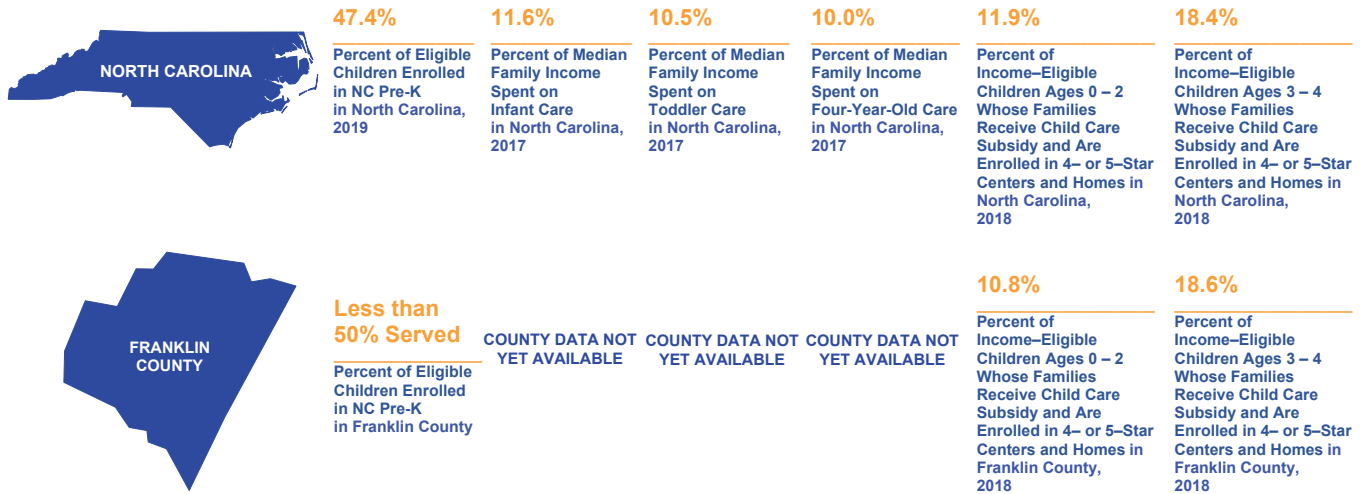 NORTH CAROLINA
47.4%
Percent of Eligible
Children Enrolled
in NC Pre-K
in North Carolina,
2019
11.6%
Percent of Median
Family Income
Spent on
Infant Care
in North Carolina,
2017
10.5%
Percent of Median
Family Income
Spent on
Toddler Care
in North Carolina,
2017
10.0%
Percent of Median
Family Income
Spent on
Four-Year-Old Care
in North Carolina,
2017
11.9%
Percent of
Income–Eligible
Children Ages 0 – 2
Whose Families
Receive Child Care
Subsidy and Are
Enrolled in 4– or 5–Star
Centers and Homes in
North Carolina,
2018
18.4%
Percent of
Income–Eligible
Children Ages 3 – 4
Whose Families
Receive Child Care
Subsidy and Are
Enrolled in 4– or 5–Star
Centers and Homes in
North Carolina,
2018
FRANKLIN
COUNTY
Less than
50% Served
Percent of Eligible
Children Enrolled
in NC Pre-K
in Franklin County
COUNTY DATA NOT
YET AVAILABLE
COUNTY DATA NOT
YET AVAILABLE
COUNTY DATA NOT
YET AVAILABLE
10.8%
Percent of
Income–Eligible
Children Ages 0 – 2
Whose Families
Receive Child Care
Subsidy and Are
Enrolled in 4– or 5–Star
Centers and Homes in
Franklin County,
2018
18.6%
Percent of
Income–Eligible
Children Ages 3 – 4
Whose Families
Receive Child Care
Subsidy and Are
Enrolled in 4– or 5–Star
Centers and Homes in
Franklin County,
2018